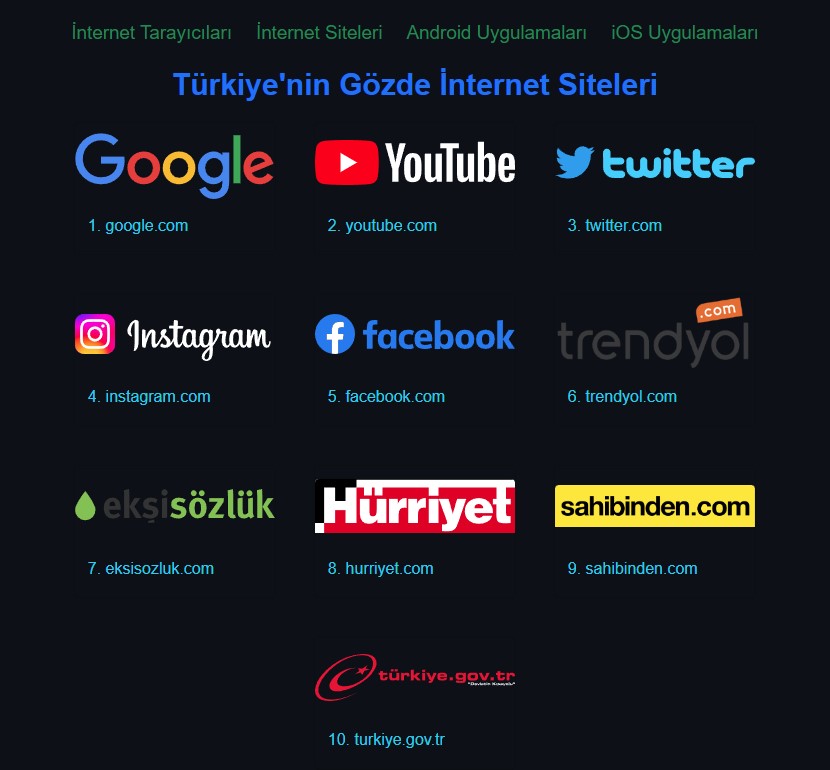 İnternet Tarayıcıları İnternet Siteleri Android Uygulamaları iOS Uygulamaları
Türkiye'nin Gözde İnternet Siteleri
Google YouTube twitter
1. google.com 2. youtube.com 3. twitter.com
Instagram facebook trendyol .com
4. instagram.com 5. facebook.com 6. trendyol.com
ekşisözlük Hürriyet sahibinden.com
7. eksisozluk.com 8. hurriyet.com 9. sahibinden.com
türkiye.gov.tr
"Devletin Kısayolu"
10. turkiye.gov.tr